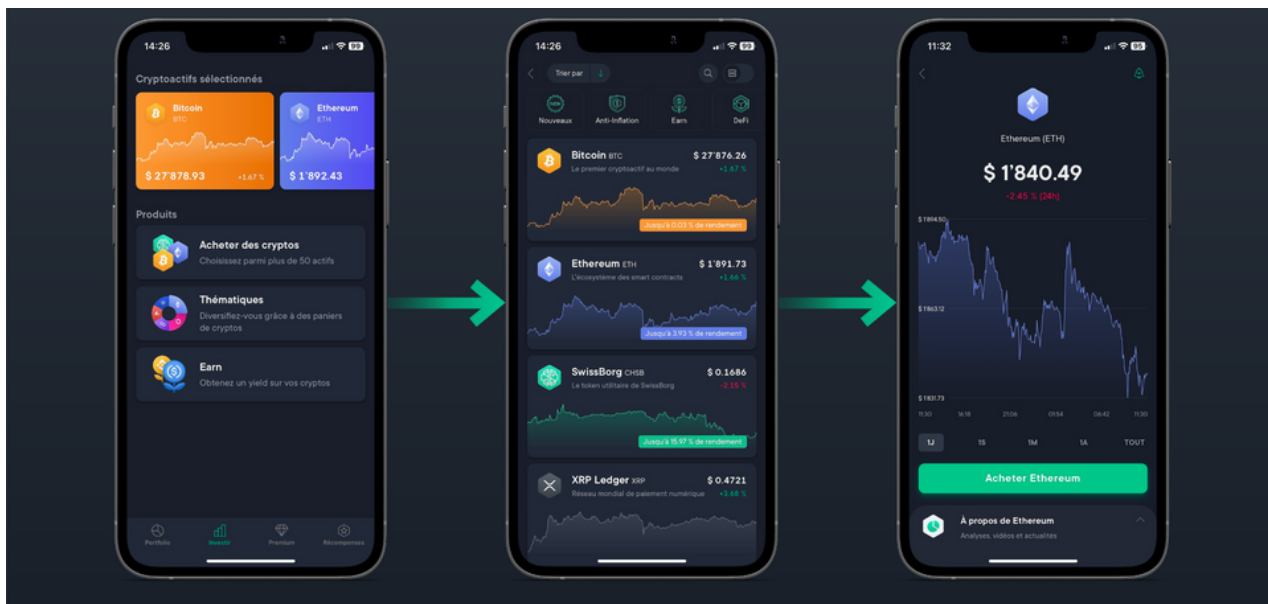 14:26
99
Cryptoactifs sélectionnés
Bitcoin
BTC
$ 27'878.93
+1.67 %
Ethereum
ETH
$ 1'892.43
Produits
Acheter des cryptos
Choisissez parmi plus de 50 actifs
Thématiques
Diversifiez-vous grâce à des paniers
de cryptos
Earn
Obtenez un yield sur vos cryptos
Portfolio
Investir
Premium
Récompenses
14:26
99
Trier par
NEW
Nouveaux
Anti-Inflation
Earn
DeFi
Bitcoin BTC
$ 27'876.26
Le premier cryptoactif au monde
+1.67 %
Jusqu'à 0.03 % de rendement
Ethereum ETH
$ 1'891.73
L'écosystème des smart contracts
+1.66 %
Jusqu'à 3.93 % de rendement
SwissBorg CHSB
$ 0.1686
Le token utilitaire de SwissBorg
-2.15 %
Jusqu'à 15.97 % de rendement
XRP Ledger XRP
$ 0.4721
Réseau mondial de paiement numérique
+3.68 %
11:32
95
Ethereum (ETH)
$ 1'840.49
-2.45 % (24h)
$ 1'894.50
$ 1'863.12
$ 1'831.73
11:30
16:18
21:06
01:54
06:42
11:30
1J
1S
1M
1A
TOUT
Acheter Ethereum
À propos de Ethereum
Analyses, vidéos et actualités